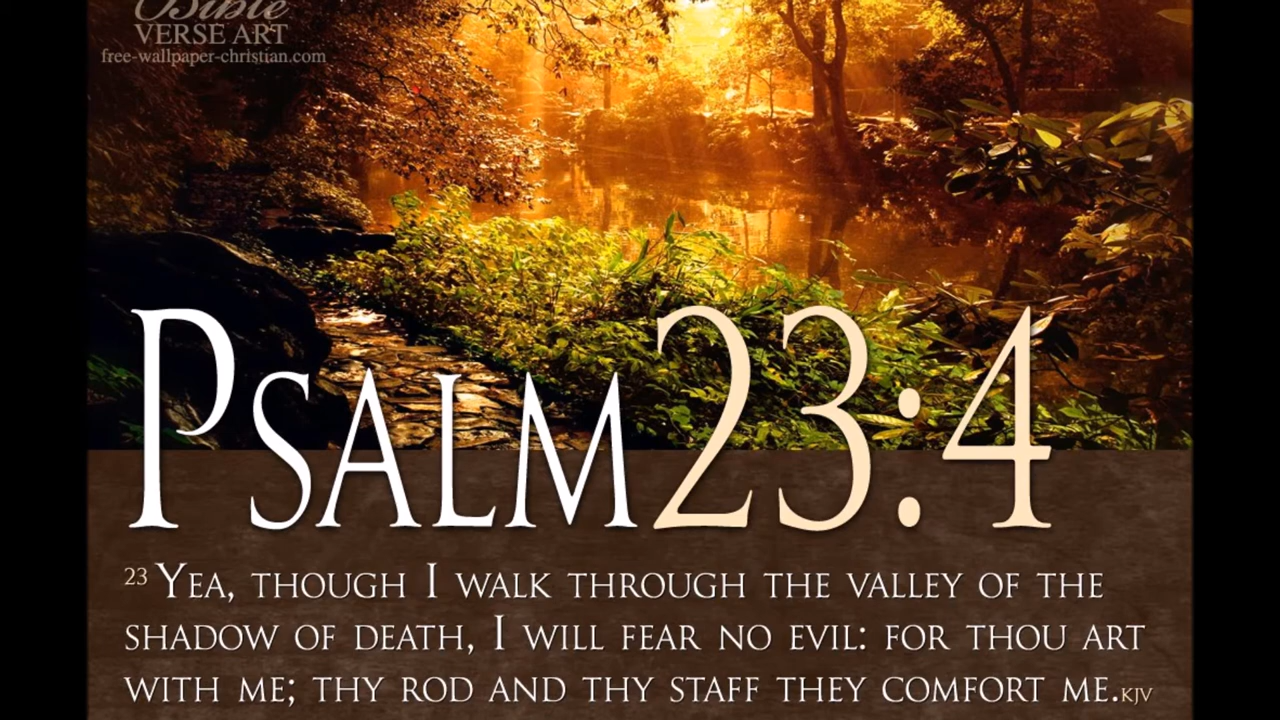 Bible
VERSE ART
free-wallpaper-christian.com
PSALM 23:4
23 YEA, THOUGH I WALK THROUGH THE VALLEY OF THE
SHADOW OF DEATH, I WILL FEAR NO EVIL: FOR THOU ART
WITH ME; THY ROD AND THY STAFF THEY COMFORT ME. KJV